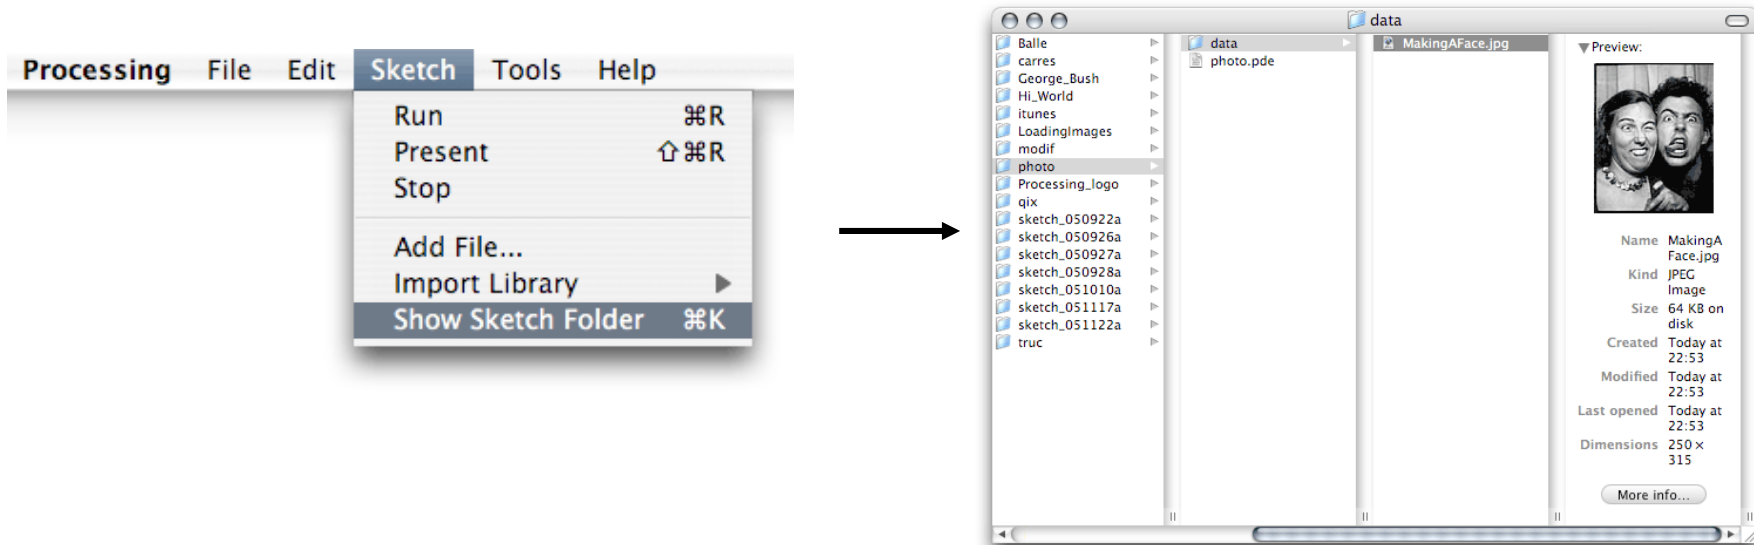 Processing File Edit Sketch Tools Help
Run ⌘R
Present ⇧⌘R
Stop
Add File...
Import Library
Show Sketch Folder ⌘K
data
Balle
carres
George_Bush
Hi_World
itunes
LoadingImages
modif
photo
Processing_logo
qix
sketch_050922a
sketch_050926a
sketch_050927a
sketch_050928a
sketch_051010a
sketch_051117a
sketch_051122a
truc
data
photo.pde
MakingAFace.jpg
Preview:
Name MakingA
Face.jpg
Kind JPEG
Image
Size 64 KB on
disk
Created Today at
22:53
Modified Today at
22:53
Last opened Today at
22:53
Dimensions 250 ×
315
More info...